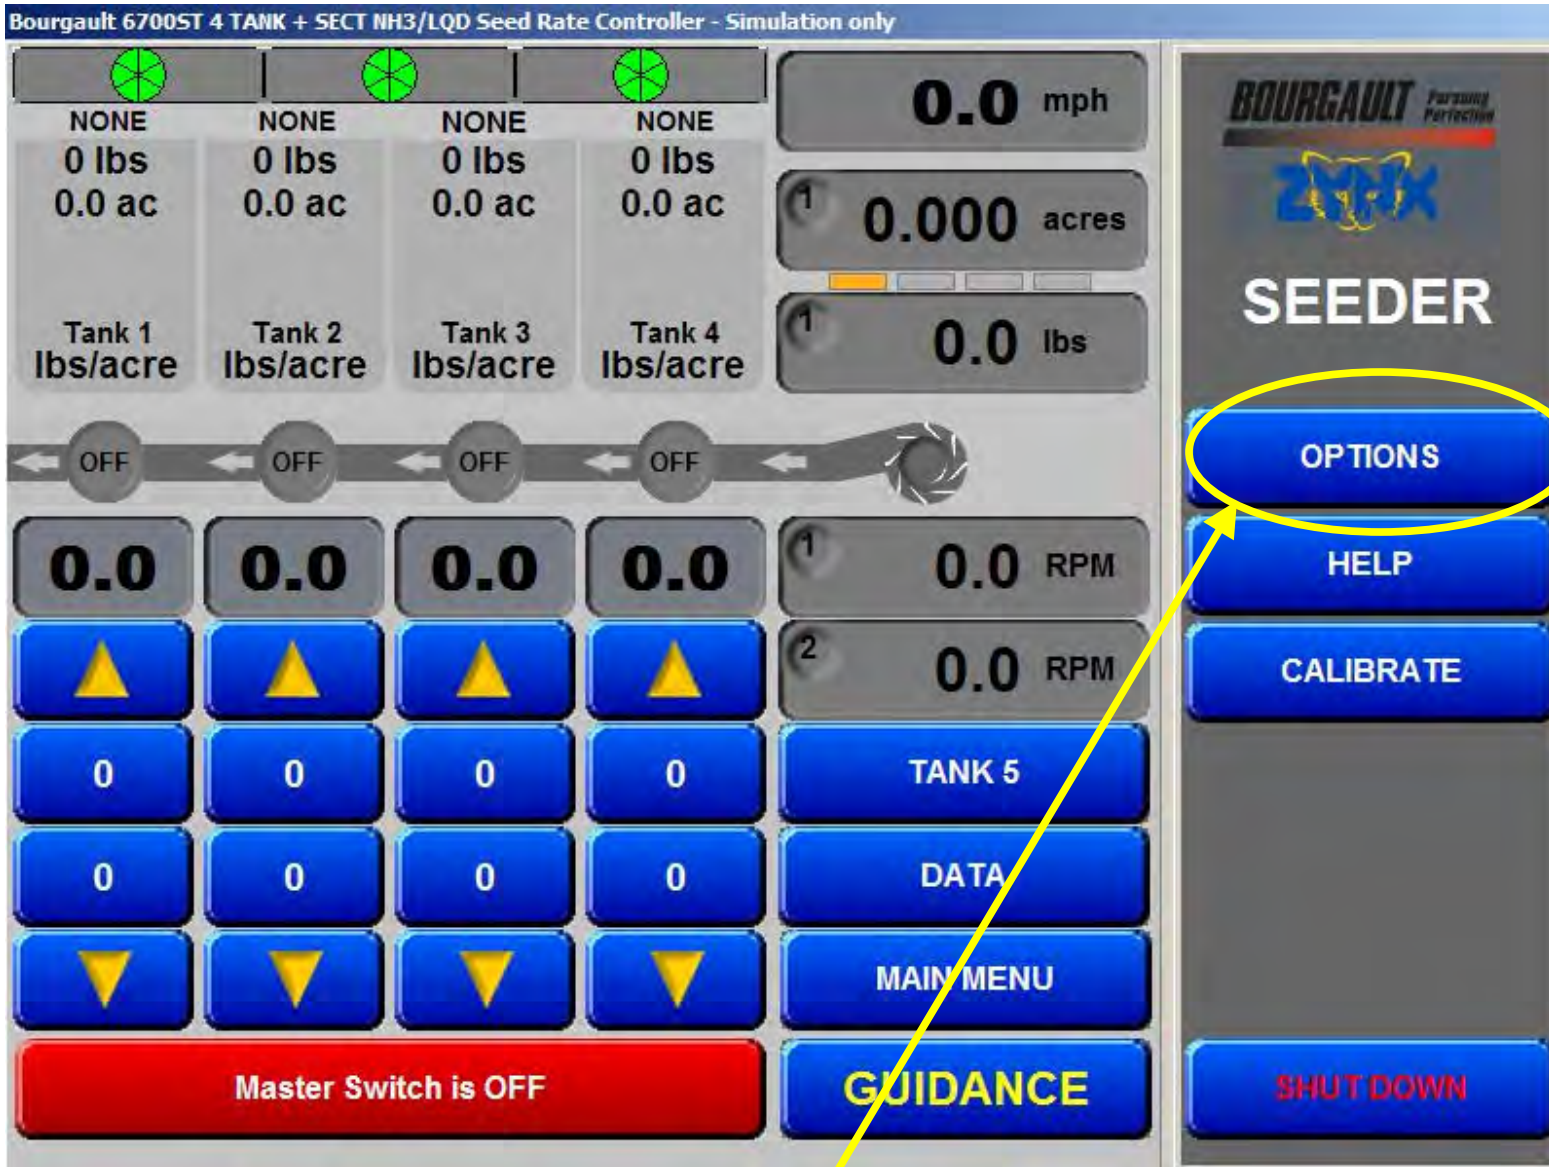 Bourgault 6700ST 4 TANK + SECT NH3/LQD Seed Rate Controller - Simulation only
NONE NONE NONE NONE
0 lbs 0 lbs 0 lbs 0 lbs
0.0 ac 0.0 ac 0.0 ac 0.0 ac
Tank 1 Tank 2 Tank 3 Tank 4
lbs/acre lbs/acre lbs/acre lbs/acre
0.0 mph
1 0.000 acres
1 0.0 lbs
OFF OFF OFF OFF
0.0 0.0 0.0 0.0
1 0.0 RPM
2 0.0 RPM
0 0 0 0
TANK 5
0 0 0 0
DATA
MAIN MENU
Master Switch is OFF
GUIDANCE
BOURGAULT Pursuing
Perfection
ZYNX
SEEDER
OPTIONS
HELP
CALIBRATE
SHUT DOWN